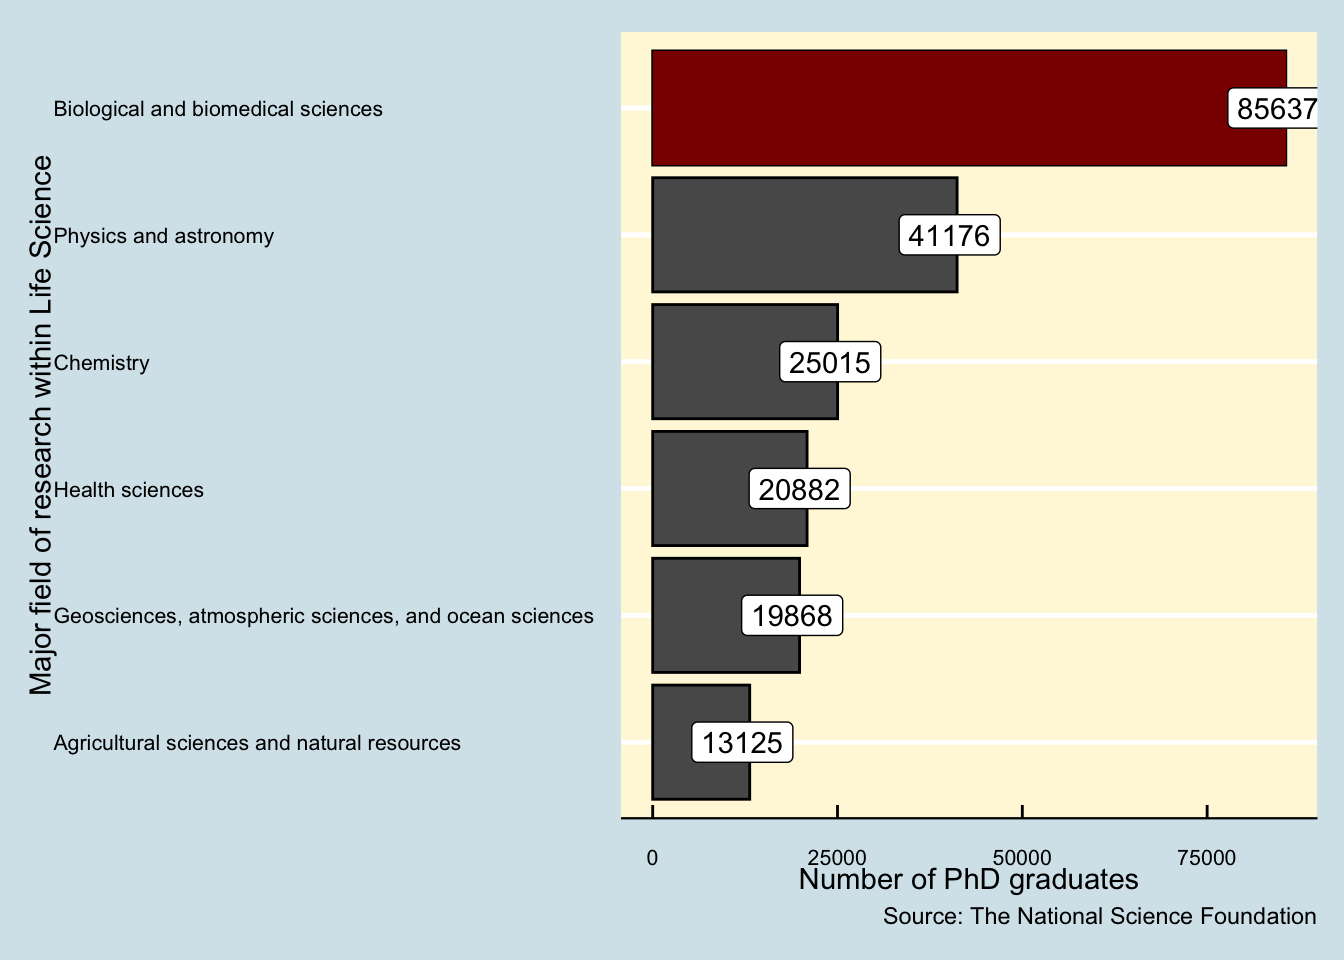 Major field of research within Life Science
Biological and biomedical sciences
85637
Physics and astronomy
41176
Chemistry
25015
Health sciences
20882
Geosciences, atmospheric sciences, and ocean sciences
19868
Agricultural sciences and natural resources
13125
0 25000 50000 75000
Number of PhD graduates
Source: The National Science Foundation